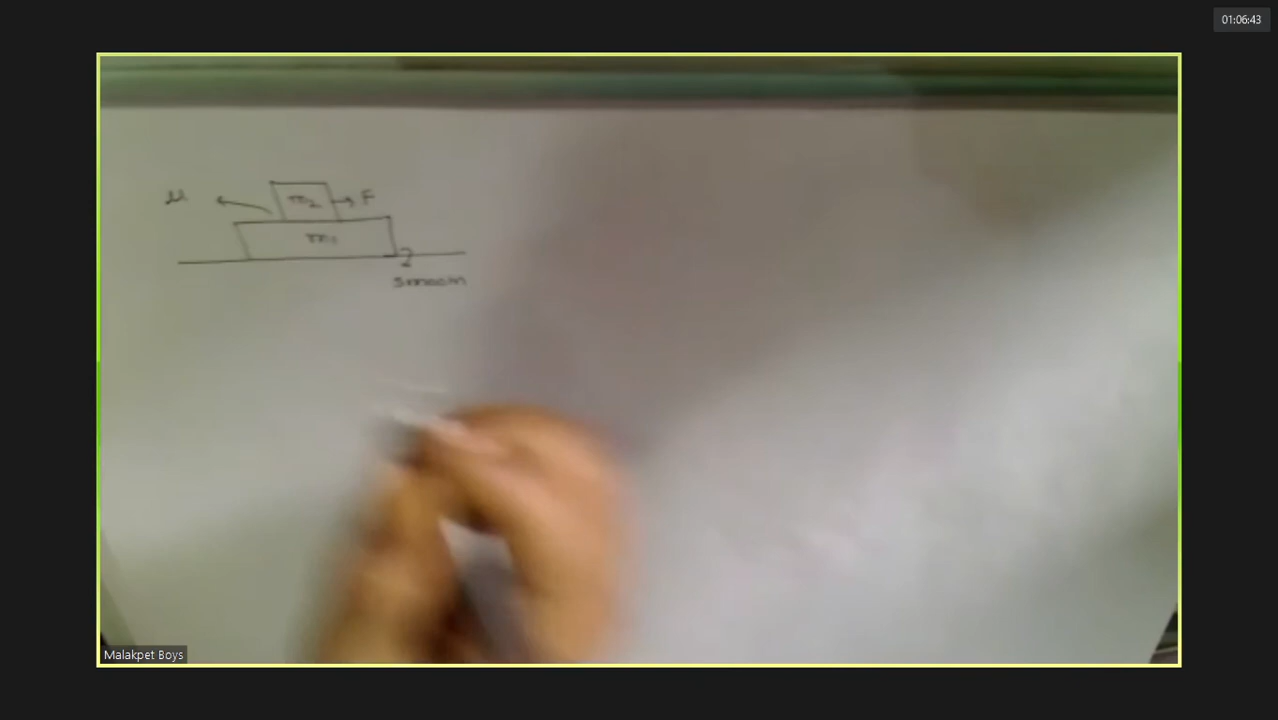 01:06:43
μ
m₂ → F
m₁
smooth
Malakpet Boys